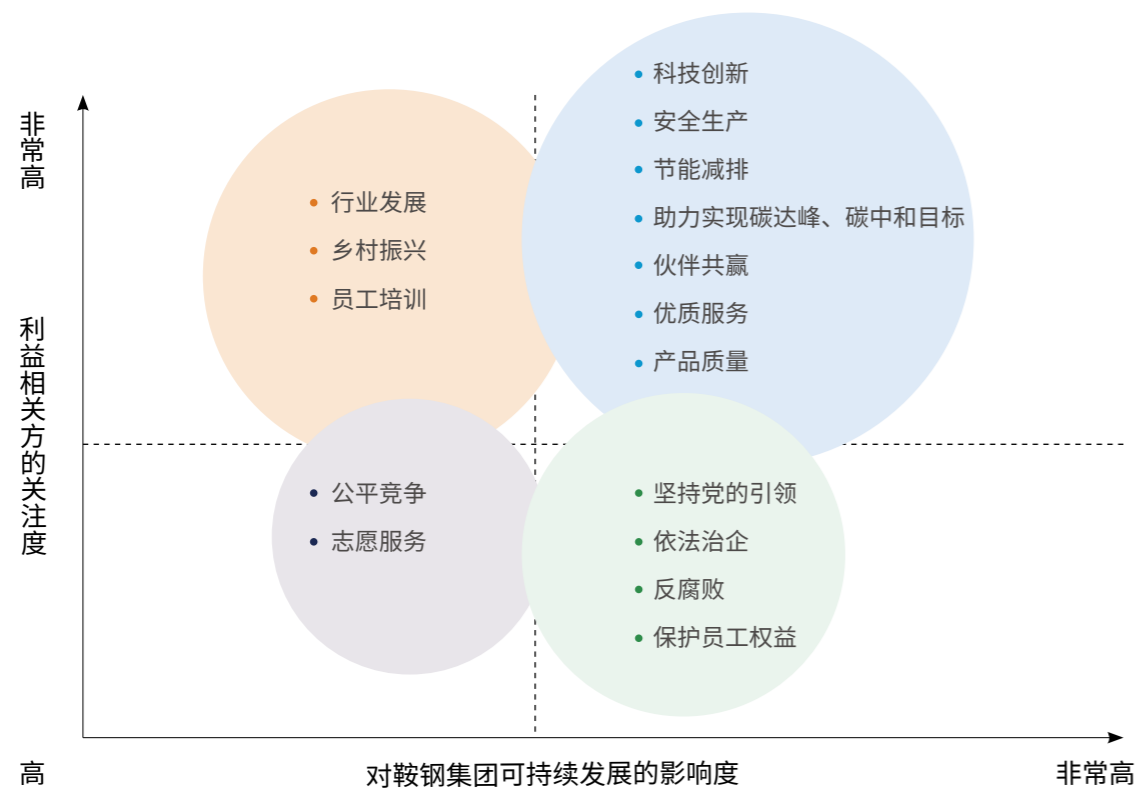 非常高
利益相关方的关注度
行业发展
乡村振兴
员工培训
科技创新
安全生产
节能减排
助力实现碳达峰、碳中和目标
伙伴共赢
优质服务
产品质量
公平竞争
志愿服务
坚持党的引领
依法治企
反腐败
保护员工权益
高
对鞍钢集团可持续发展的影响度
非常高